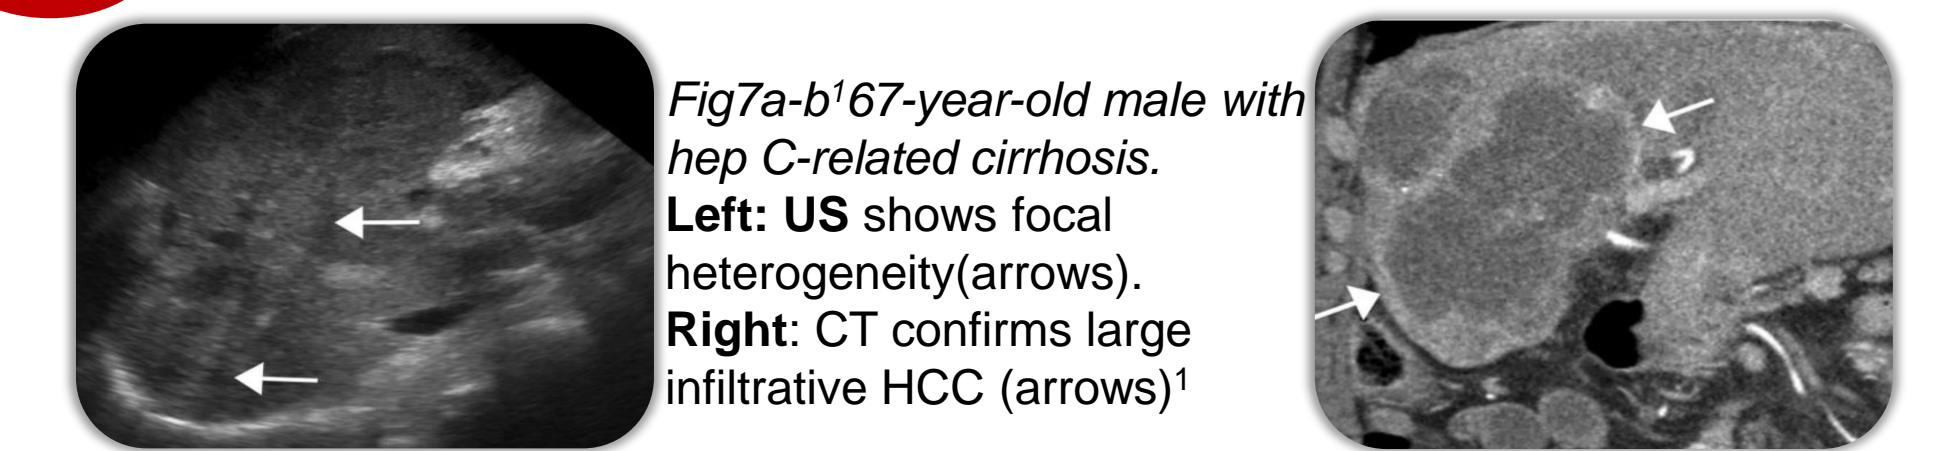 Fig7a-b¹67-year-old male with
hep C-related cirrhosis.
Left: US shows focal
heterogeneity(arrows).
Right: CT confirms large
infiltrative HCC (arrows)¹